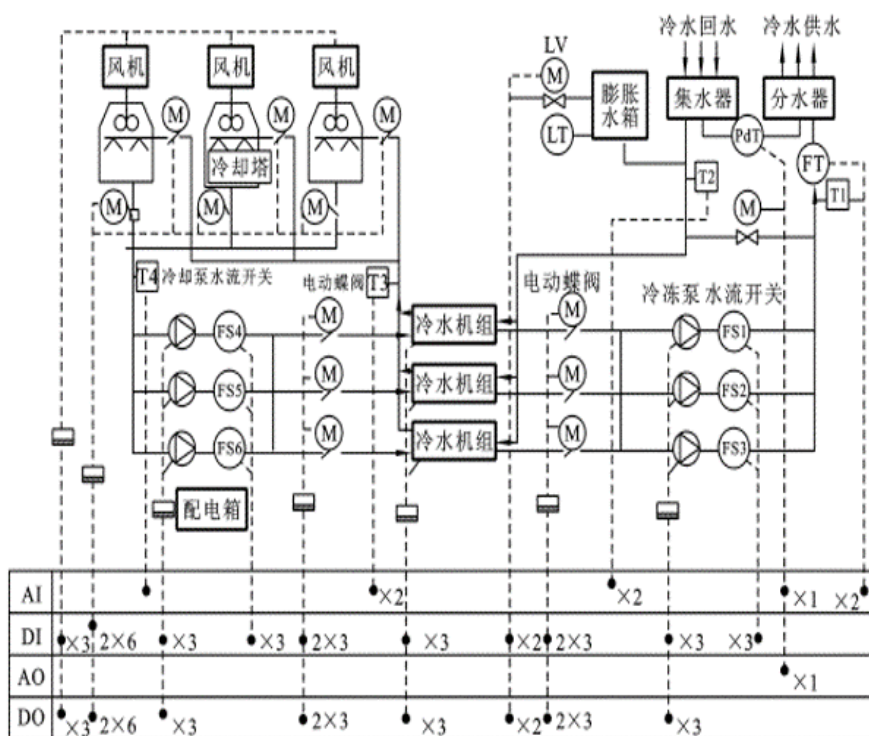 冷水回水 冷水供水
LV
风机 风机 风机
M
膨胀水箱
集水器 分水器
M M
LT
PdT
FT
冷却塔
T2
T1
M M M
M
T4 冷却泵水流开关 电动蝶阀 T3 电动蝶阀 冷冻泵 水流开关
M 冷水机组 M
FS4 FS1
M 冷水机组 M
FS5 FS2
M 冷水机组 M
FS6 FS3
配电箱
AI ×2 ×2 ×1 ×2
DI ×3 2×6 ×3 ×3 2×3 ×3 ×2 2×3 ×3 ×3
AO ×1
DO ×3 2×6 ×3 2×3 ×3 ×2 2×3 ×3